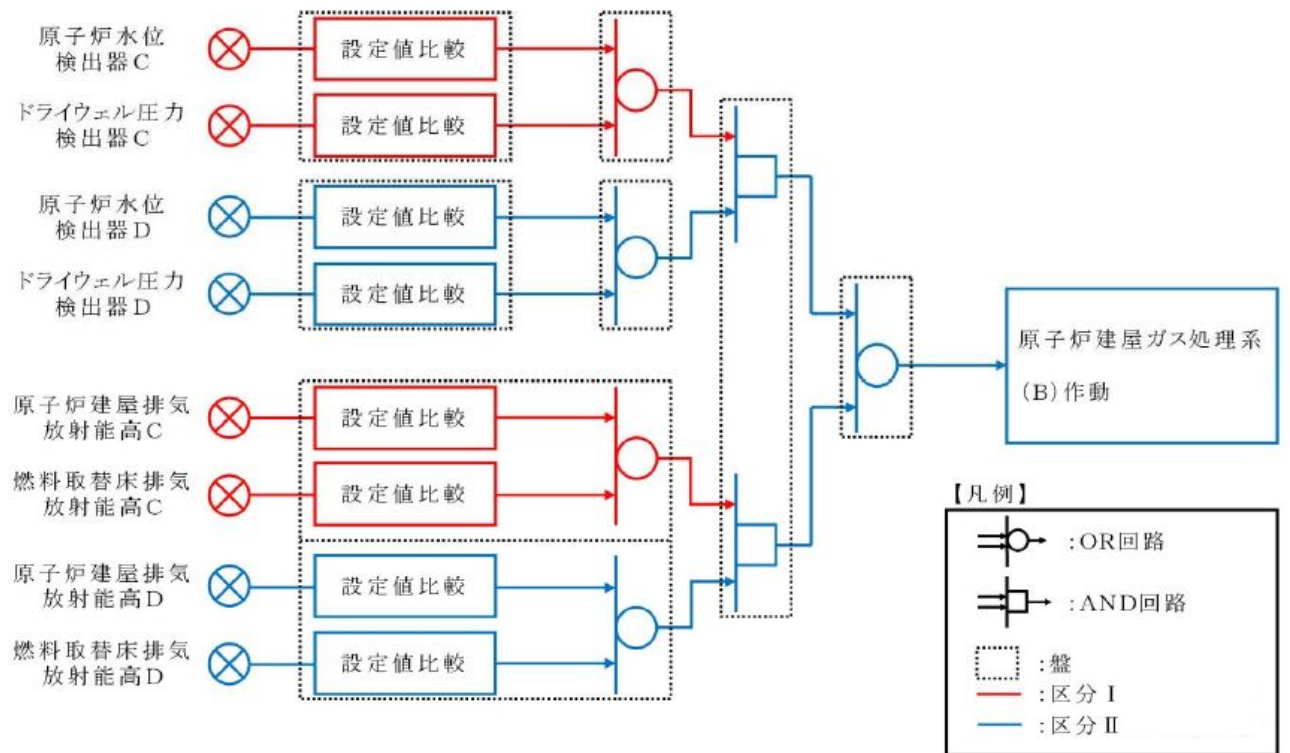 原子炉水位
検出器C
設定値比較
ドライウェル圧力
検出器C
設定値比較
原子炉水位
検出器D
設定値比較
ドライウェル圧力
検出器D
設定値比較
原子炉建屋排気
放射能高C
設定値比較
燃料取替床排気
放射能高C
設定値比較
原子炉建屋排気
放射能高D
設定値比較
燃料取替床排気
放射能高D
設定値比較
原子炉建屋ガス処理系
(B)作動
【凡例】
:OR回路
:AND回路
:盤
:区分Ⅰ
:区分Ⅱ